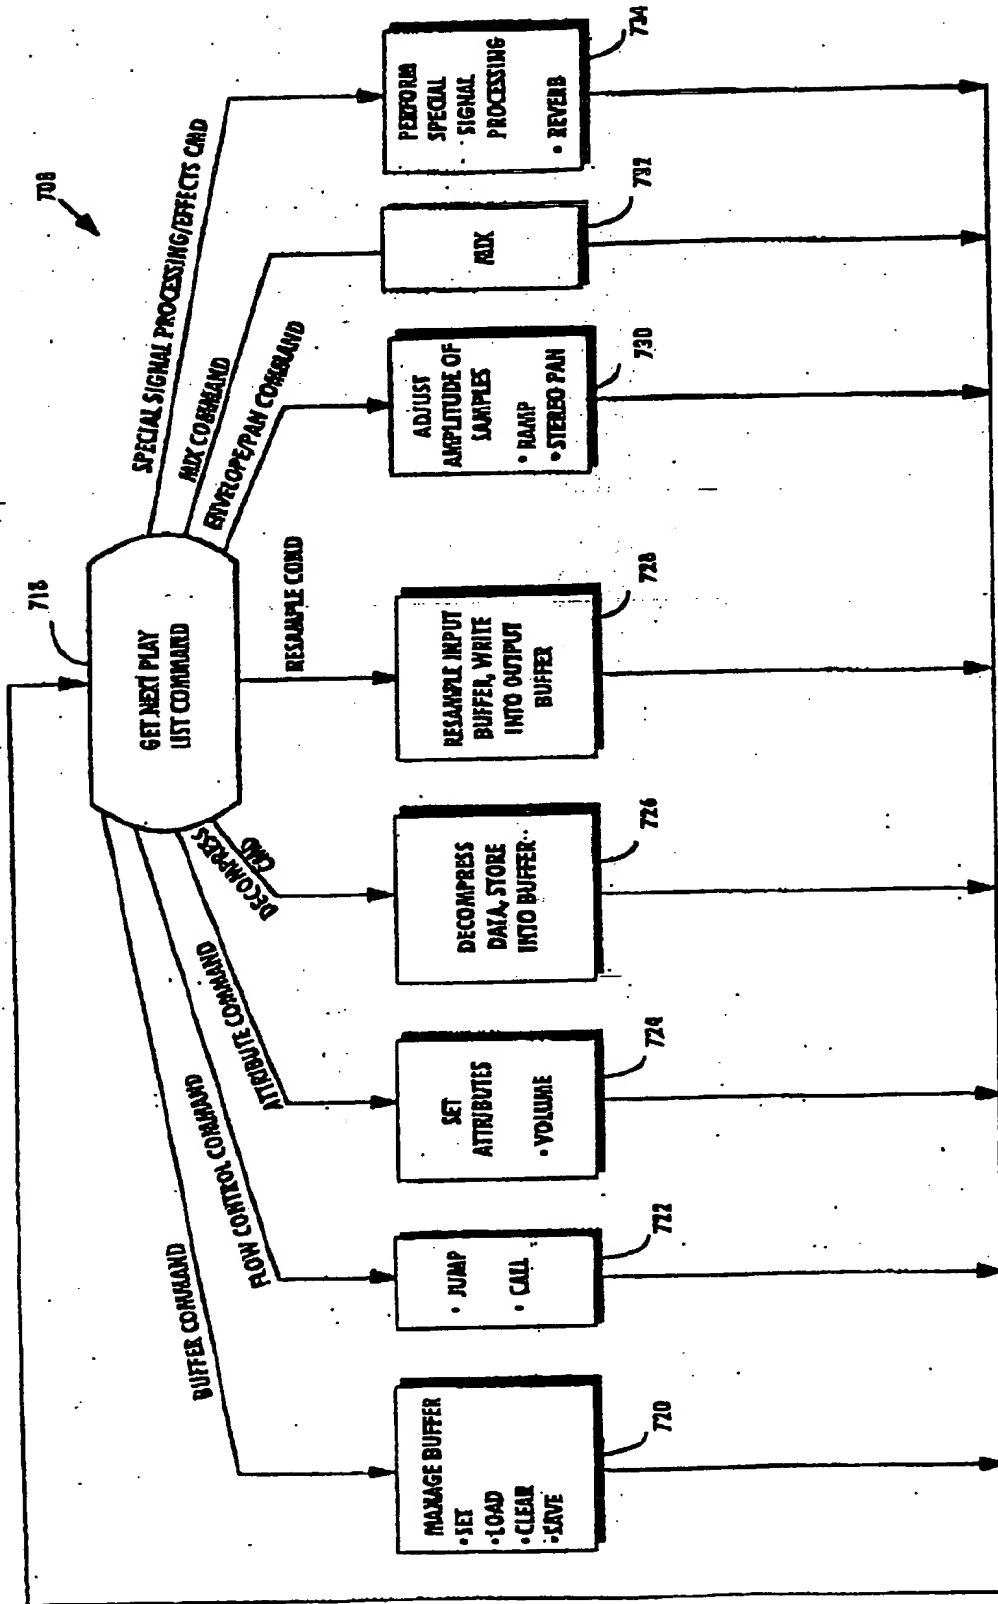 708
718
GET NEXT PLAY
LIST COMMAND
BUFFER COMMAND
FLOW CONTROL COMMAND
ATTRIBUTE COMMAND
DECOMPRESS
CMD
RESAMPLE COMD
ENVELOPE/PAN COMMAND
MIX COMMAND
SPECIAL SIGNAL PROCESSING/EFFECTS CMD
MANAGE BUFFER
• SET
• LOAD
• CLEAR
• SAVE
720
• JUMP
• CALL
722
SET
ATTRIBUTES
• VOLUME
724
DECOMPRESS
DATA, STORE
INTO BUFFER
726
RESAMPLE INPUT
BUFFER, WRITE
INTO OUTPUT
BUFFER
728
ADJUST
AMPLITUDE OF
SAMPLES
• RAMP
• STEREO PAN
730
MIX
732
PERFORM
SPECIAL
SIGNAL
PROCESSING
• REVERB
734